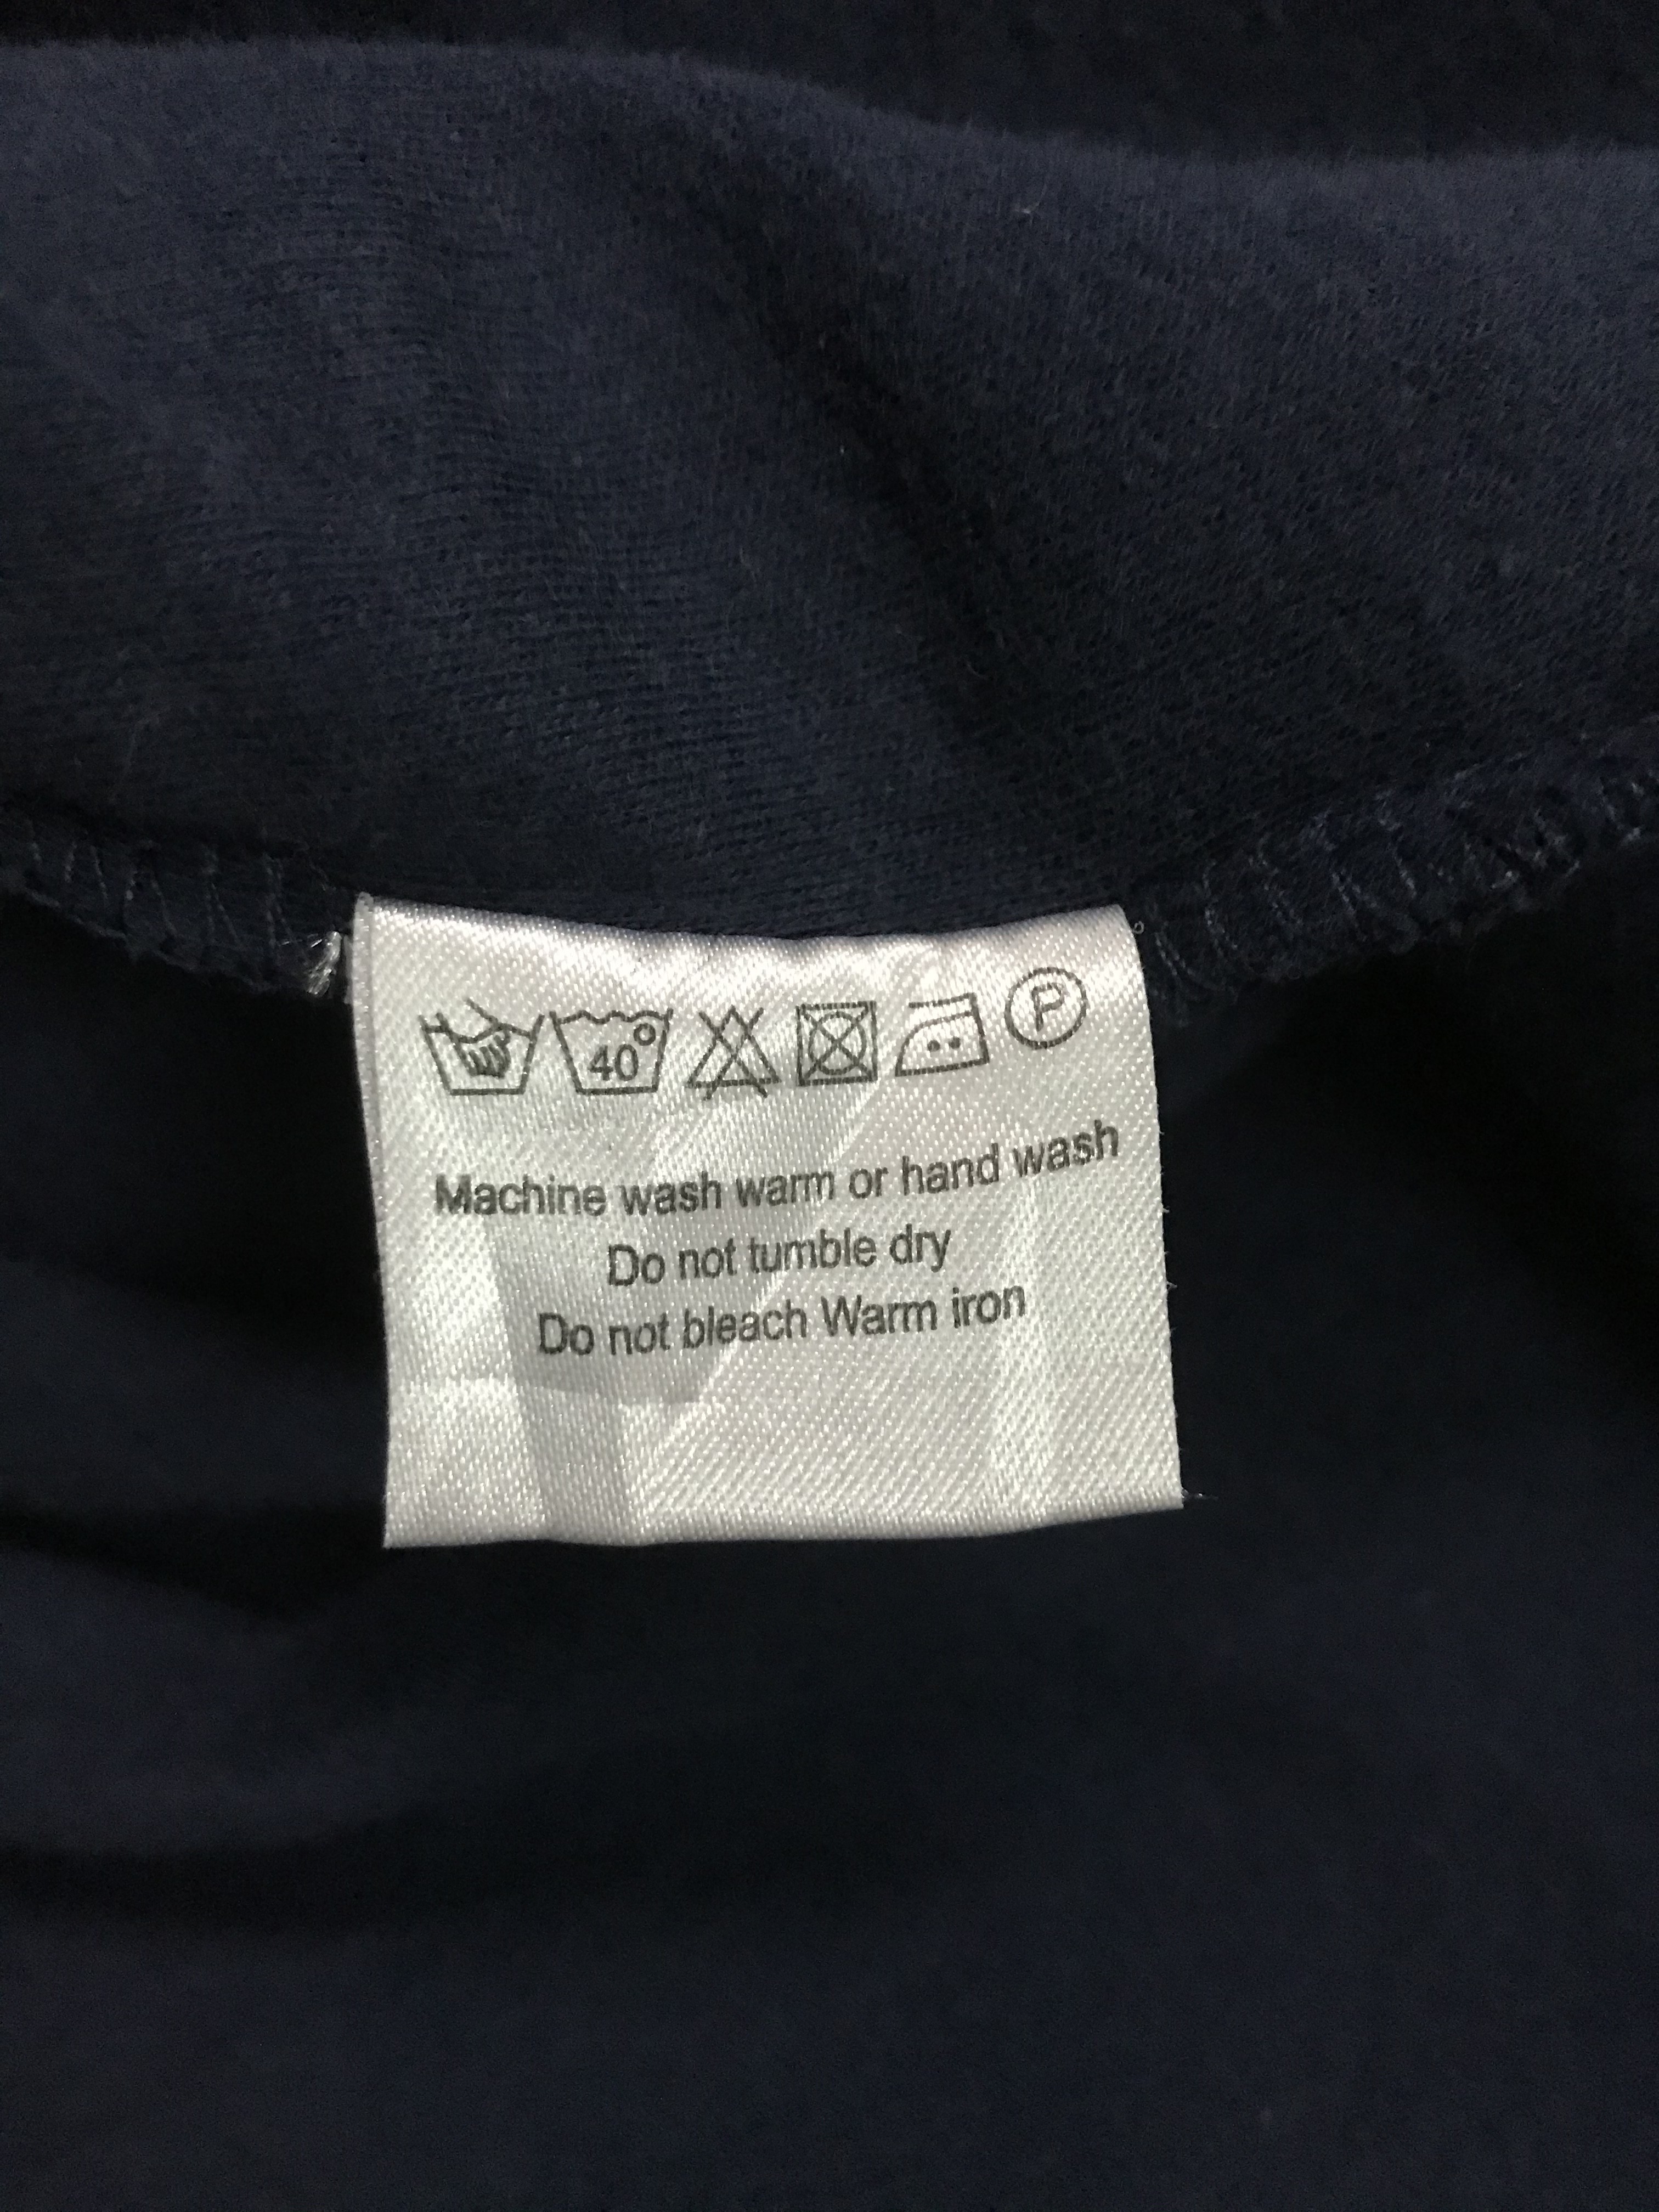 40° P
Machine wash warm or hand wash
Do not tumble dry
Do not bleach Warm iron